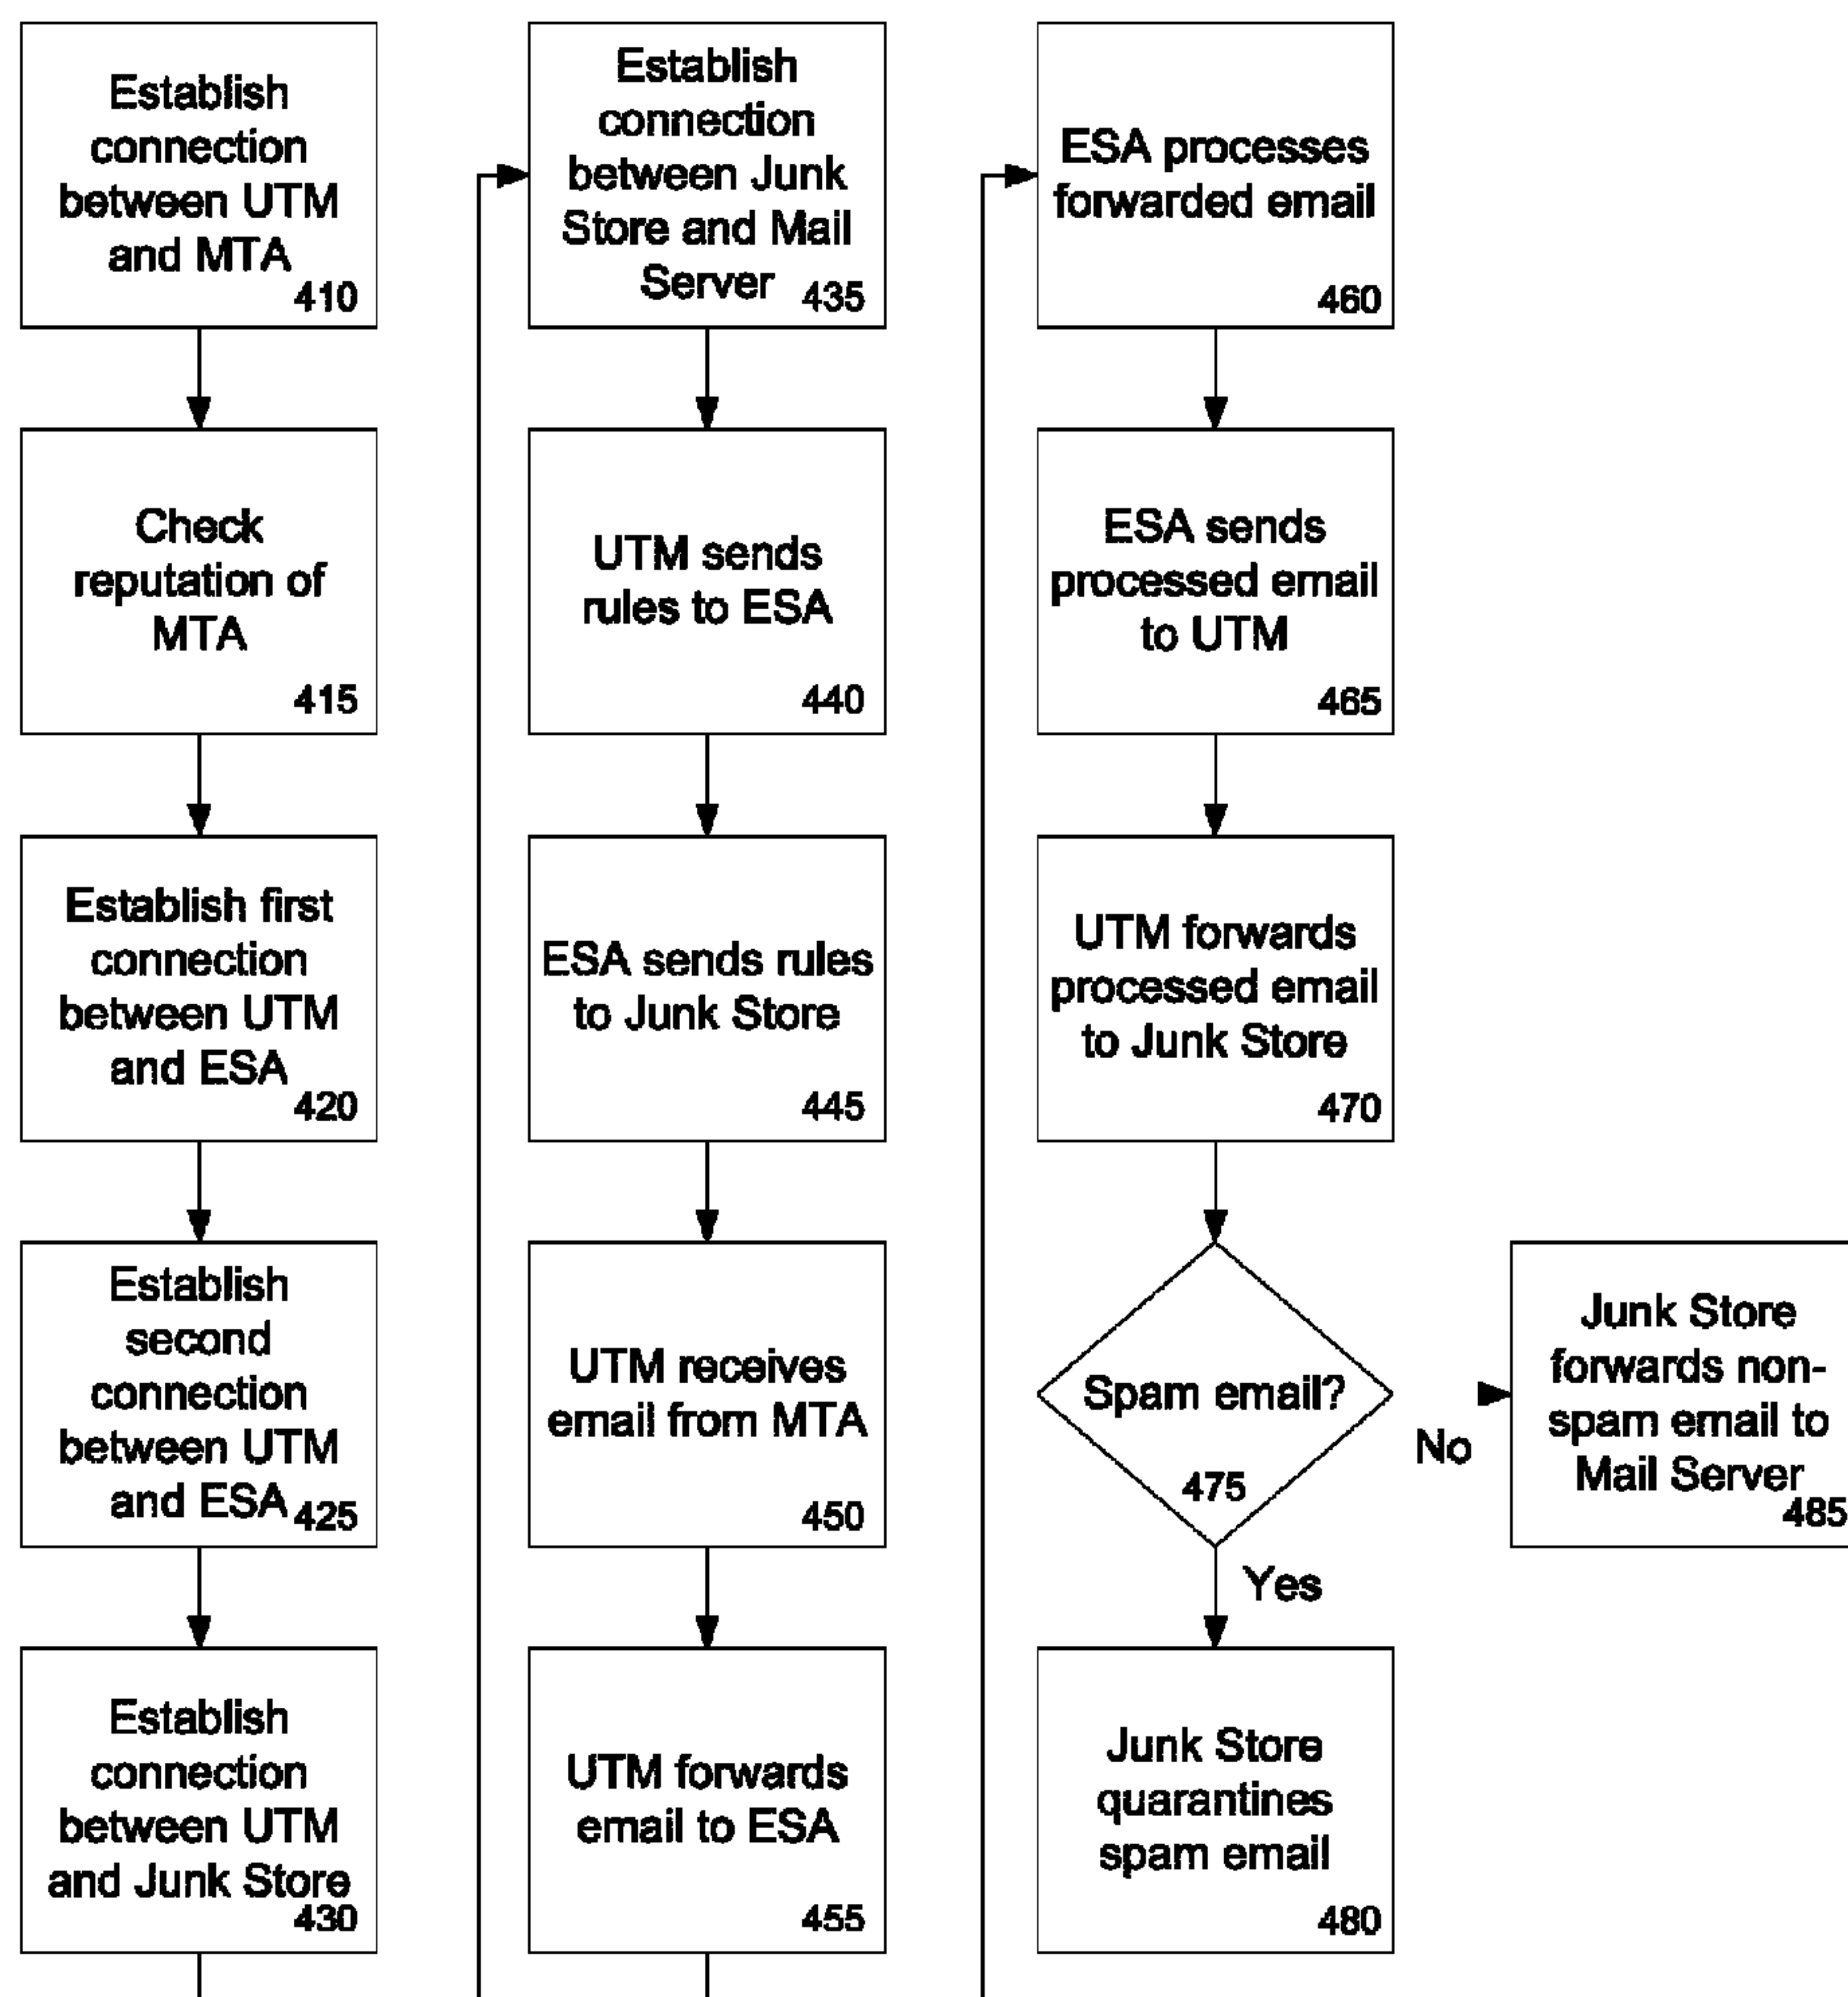 Establish
connection
between UTM
and MTA
410
Check
reputation of
MTA
415
Establish first
connection
between UTM
and ESA
420
Establish
second
connection
between UTM
and ESA
425
Establish
connection
between UTM
and Junk Store
430
Establish
connection
between Junk
Store and Mail
Server
435
UTM sends
rules to ESA
440
ESA sends rules
to Junk Store
445
UTM receives
email from MTA
450
UTM forwards
email to ESA
455
ESA processes
forwarded email
460
ESA sends
processed email
to UTM
465
UTM forwards
processed email
to Junk Store
470
Spam email?
475
No
Yes
Junk Store
quarantines
spam email
480
Junk Store
forwards non-
spam email to
Mail Server
485